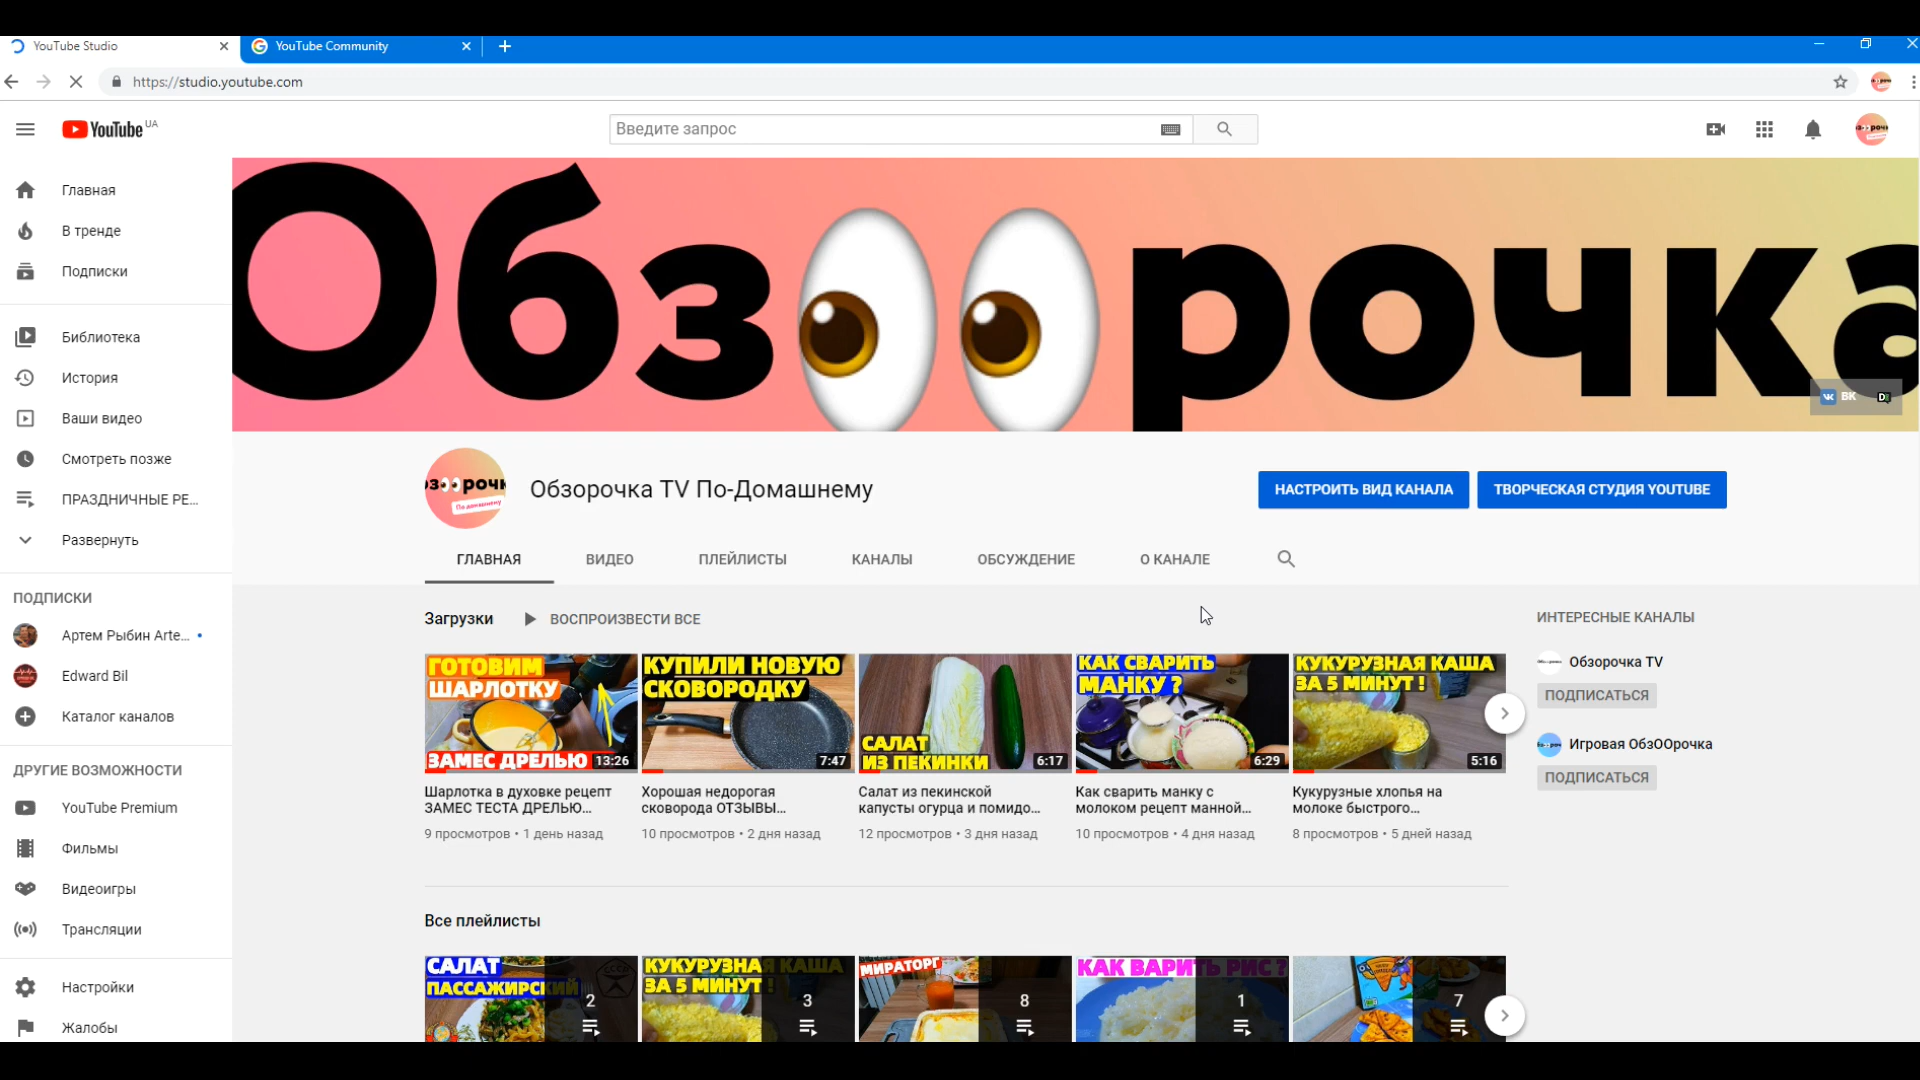 YouTube Studio
YouTube Community
https://studio.youtube.com
YouTube UA
Введите запрос
Главная
В тренде
Подписки
Библиотека
История
Ваши видео
Смотреть позже
ПРАЗДНИЧНЫЕ РЕ...
Развернуть
ПОДПИСКИ
Артем Рыбин Arte...
Edward Bil
Каталог каналов
ДРУГИЕ ВОЗМОЖНОСТИ
YouTube Premium
Фильмы
Видеоигры
Трансляции
Настройки
Жалобы
Обз рочка
ВК
Обзорочка TV По-Домашнему
НАСТРОИТЬ ВИД КАНАЛА
ТВОРЧЕСКАЯ СТУДИЯ YOUTUBE
ГЛАВНАЯ
ВИДЕО
ПЛЕЙЛИСТЫ
КАНАЛЫ
ОБСУЖДЕНИЕ
О КАНАЛЕ
Загрузки
ВОСПРОИЗВЕСТИ ВСЕ
ГОТОВИМ
ШАРЛОТКУ
ЗАМЕС ДРЕЛЬЮ
13:26
Шарлотка в духовке рецепт
ЗАМЕС ТЕСТА ДРЕЛЬЮ...
9 просмотров • 1 день назад
КУПИЛИ НОВУЮ
СКОВОРОДКУ
7:47
Хорошая недорогая
сковорода ОТЗЫВЫ...
10 просмотров • 2 дня назад
САЛАТ
ИЗ ПЕКИНКИ
6:17
Салат из пекинской
капусты огурца и помидо...
12 просмотров • 3 дня назад
КАК СВАРИТЬ
МАНКУ ?
6:29
Как сварить манку с
молоком рецепт манной...
10 просмотров • 4 дня назад
КУКУРУЗНАЯ КАША
ЗА 5 МИНУТ !
5:16
Кукурузные хлопья на
молоке быстрого...
8 просмотров • 5 дней назад
ИНТЕРЕСНЫЕ КАНАЛЫ
Обзорочка TV
ПОДПИСАТЬСЯ
Игровая ОбзООрочка
ПОДПИСАТЬСЯ
Все плейлисты
САЛАТ
ПАССАЖИРСКИЙ
2
КУКУРУЗНАЯ КАША
ЗА 5 МИНУТ !
3
МИРАТОРГ
8
КАК ВАРИТЬ РИС ?
1
7